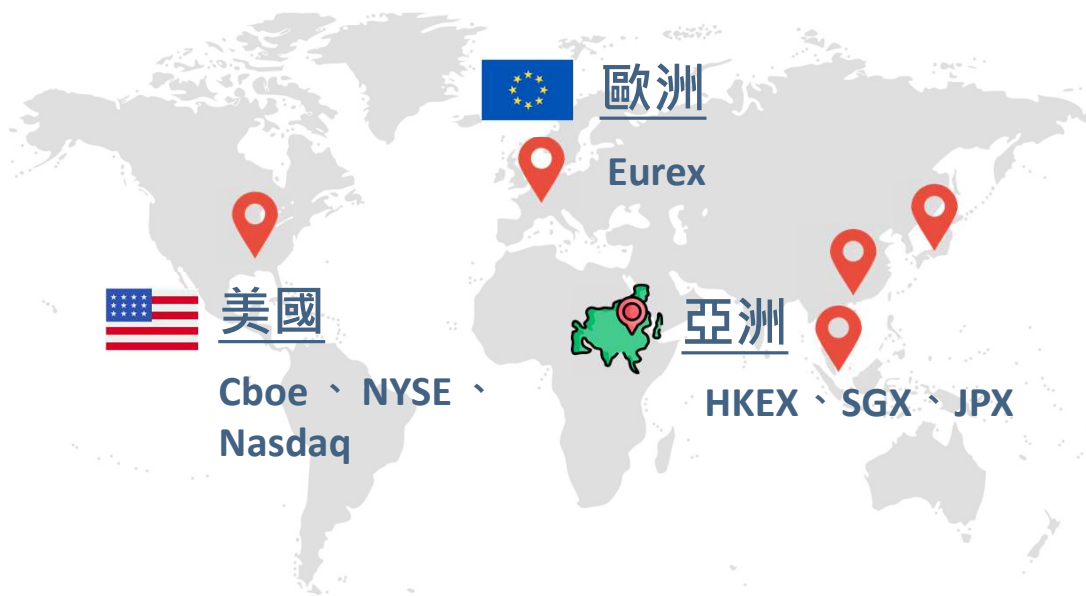 歐洲
Eurex
美國
Cboe、NYSE、
Nasdaq
亞洲
HKEX、SGX、JPX